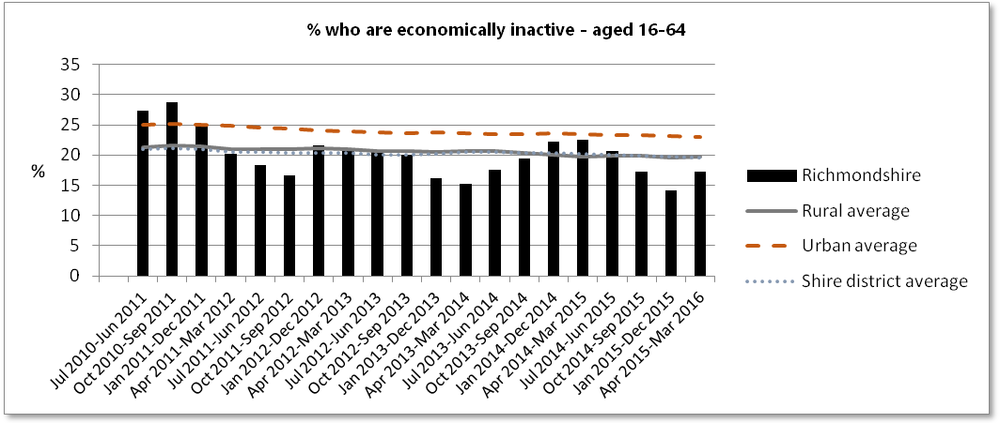 % who are economically inactive - aged 16-64
35
30
25
20
15
10
5
0
%
Jul 2010-Jun 2011
Oct 2010-Sep 2011
Jan 2011-Dec 2011
Apr 2011-Mar 2012
Jul 2011-Jun 2012
Oct 2011-Sep 2012
Jan 2012-Dec 2012
Apr 2012-Mar 2013
Jul 2012-Jun 2013
Oct 2012-Sep 2013
Jan 2013-Dec 2013
Apr 2013-Mar 2014
Jul 2013-Jun 2014
Oct 2013-Sep 2014
Jan 2014-Dec 2014
Apr 2014-Mar 2015
Jul 2014-Jun 2015
Oct 2014-Sep 2015
Jan 2015-Dec 2015
Apr 2015-Mar 2016
Richmondshire
Rural average
Urban average
Shire district average